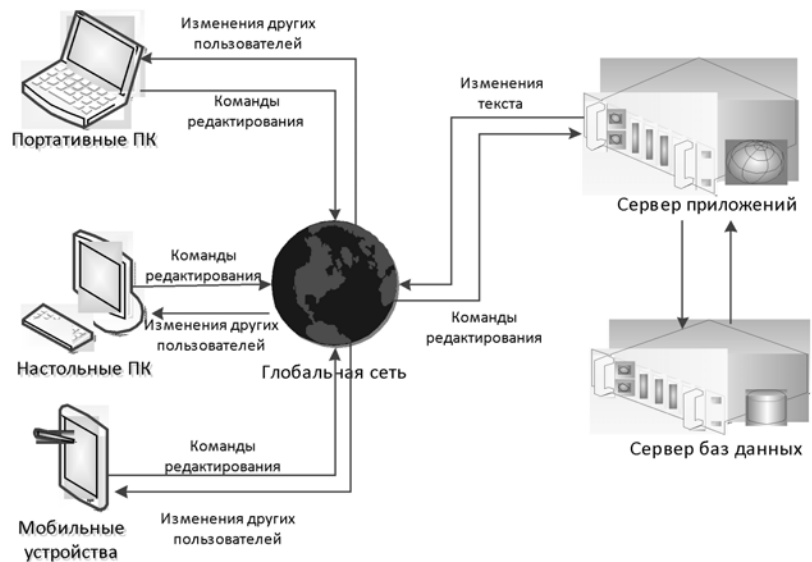 Изменения других
пользователей
Команды
редактирования
Портативные ПК
Изменения
текста
Сервер приложений
Команды
редактирования
Изменения других
пользователей
Настольные ПК
Глобальная сеть
Команды
редактирования
Сервер баз данных
Команды
редактирования
Изменения других
пользователей
Мобильные
устройства